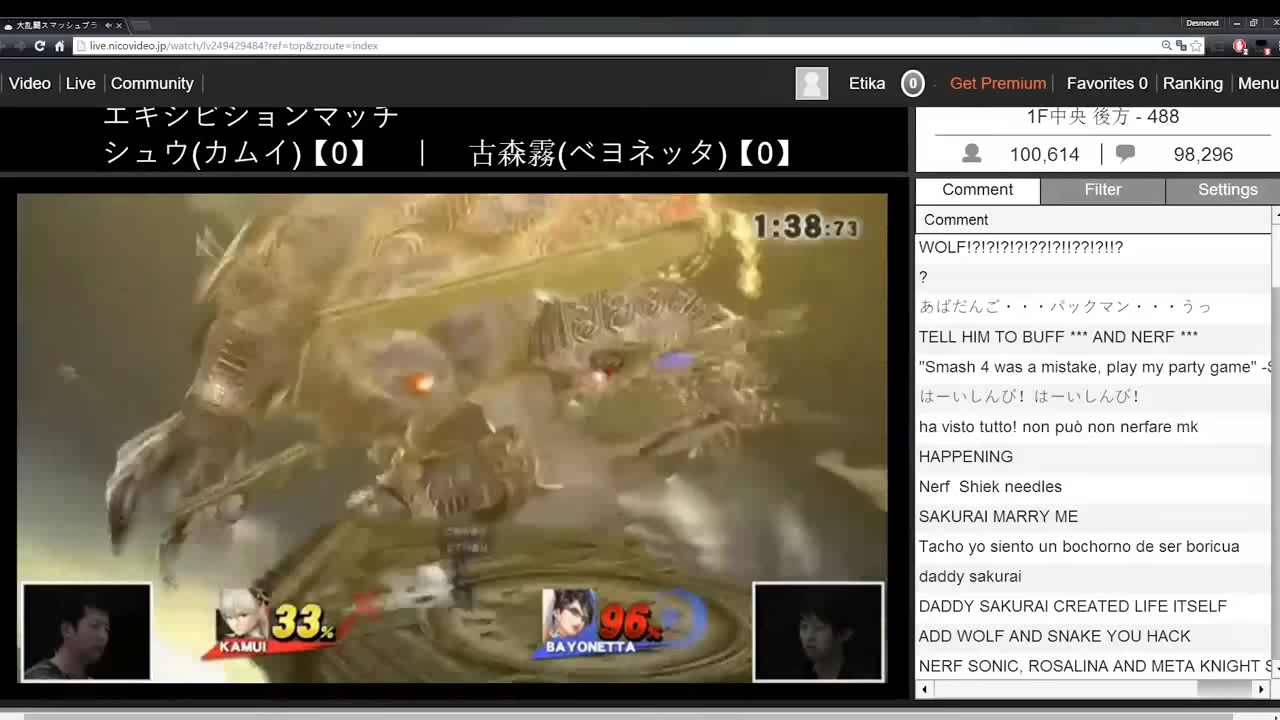 大乱闘スマッシュブラ
Desmond
live.nicovideo.jp/watch/lv249429484?ref=top&zroute=index
Video Live Community Etika 0 Get Premium Favorites 0 Ranking Menu
エキシビションマッチ
シュウ(カムイ)【0】 | 古森霧(ベヨネッタ)【0】
1F中央 後方 - 488
100,614 98,296
Comment Filter Settings
Comment
WOLF!?!?!?!?!??!?!!??!?!!?
?
あばだんご・・・パックマン・・・うっ
TELL HIM TO BUFF *** AND NERF ***
"Smash 4 was a mistake, play my party game" -S
はーいしんび！はーいしんび！
ha visto tutto! non può non nerfare mk
HAPPENING
Nerf Shiek needles
SAKURAI MARRY ME
Tacho yo siento un bochorno de ser boricua
daddy sakurai
DADDY SAKURAI CREATED LIFE ITSELF
ADD WOLF AND SNAKE YOU HACK
NERF SONIC, ROSALINA AND META KNIGHT S
1:38:73
33%
KAMUI
96%
BAYONETTA